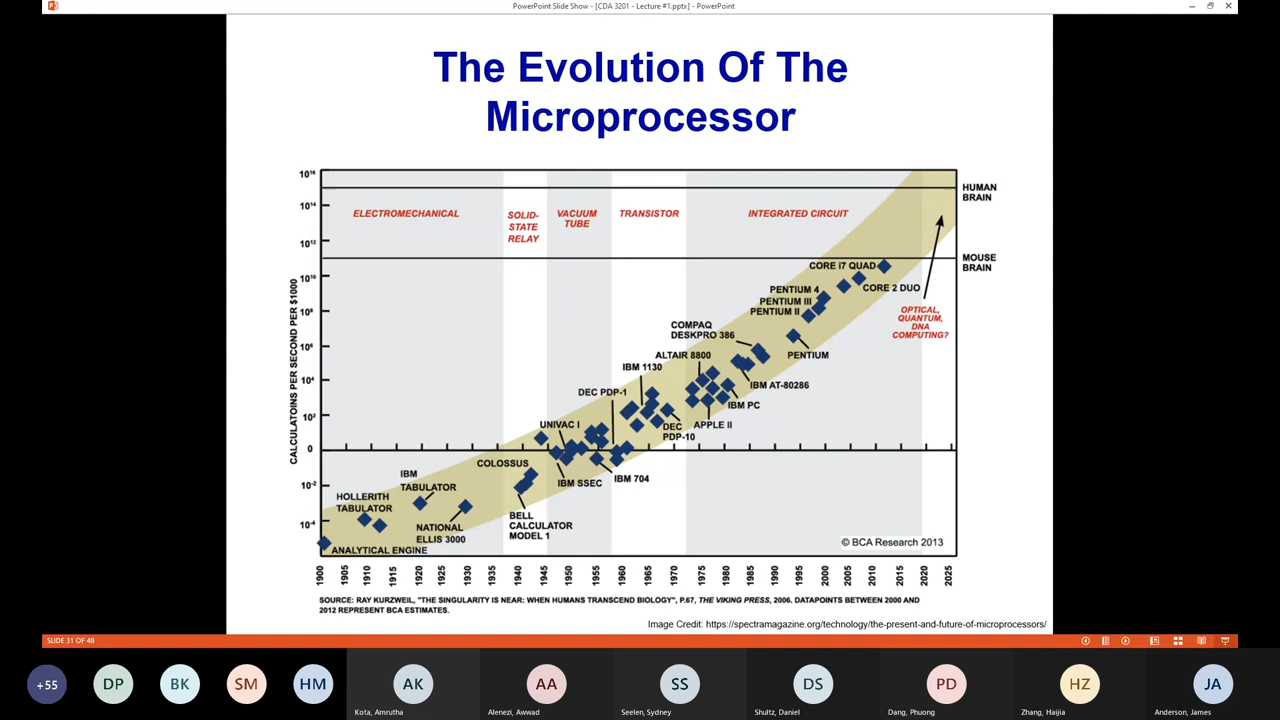 PowerPoint Slide Show - [CDA 3201 - Lecture #1.pptx] - PowerPoint
The Evolution Of The
Microprocessor
CALCULATOINS PER SECOND PER $1000
10^16
10^14
10^12
10^10
10^8
10^6
10^4
10^2
0
10^-2
10^-4
ELECTROMECHANICAL
SOLID-
STATE
RELAY
VACUUM
TUBE
TRANSISTOR
INTEGRATED CIRCUIT
HUMAN
BRAIN
MOUSE
BRAIN
CORE i7 QUAD
CORE 2 DUO
PENTIUM 4
PENTIUM III
PENTIUM II
OPTICAL,
QUANTUM,
DNA
COMPUTING?
COMPAQ
DESKPRO 386
PENTIUM
ALTAIR 8800
IBM 1130
IBM AT-80286
DEC PDP-1
IBM PC
UNIVAC I
DEC
PDP-10
APPLE II
COLOSSUS
IBM
TABULATOR
IBM SSEC
IBM 704
HOLLERITH
TABULATOR
NATIONAL
ELLIS 3000
BELL
CALCULATOR
MODEL 1
ANALYTICAL ENGINE
© BCA Research 2013
1900
1905
1910
1915
1920
1930
1935
1940
1945
1950
1955
1960
1965
1970
1975
1980
1985
1990
1995
2000
2005
2010
2015
2020
2025
SOURCE: RAY KURZWEIL, "THE SINGULARITY IS NEAR: WHEN HUMANS TRANSCEND BIOLOGY", P.67, THE VIKING PRESS, 2006. DATAPOINTS BETWEEN 2000 AND
2012 REPRESENT BCA ESTIMATES.
Image Credit: https://spectramagazine.org/technology/the-present-and-future-of-microprocessors/
SLIDE 31 OF 48
+55
DP
BK
SM
HM
AK
AA
SS
DS
PD
HZ
JA
Kota, Amrutha
Alenezi, Awwad
Seelen, Sydney
Shultz, Daniel
Dang, Phuong
Zhang, Haijia
Anderson, James